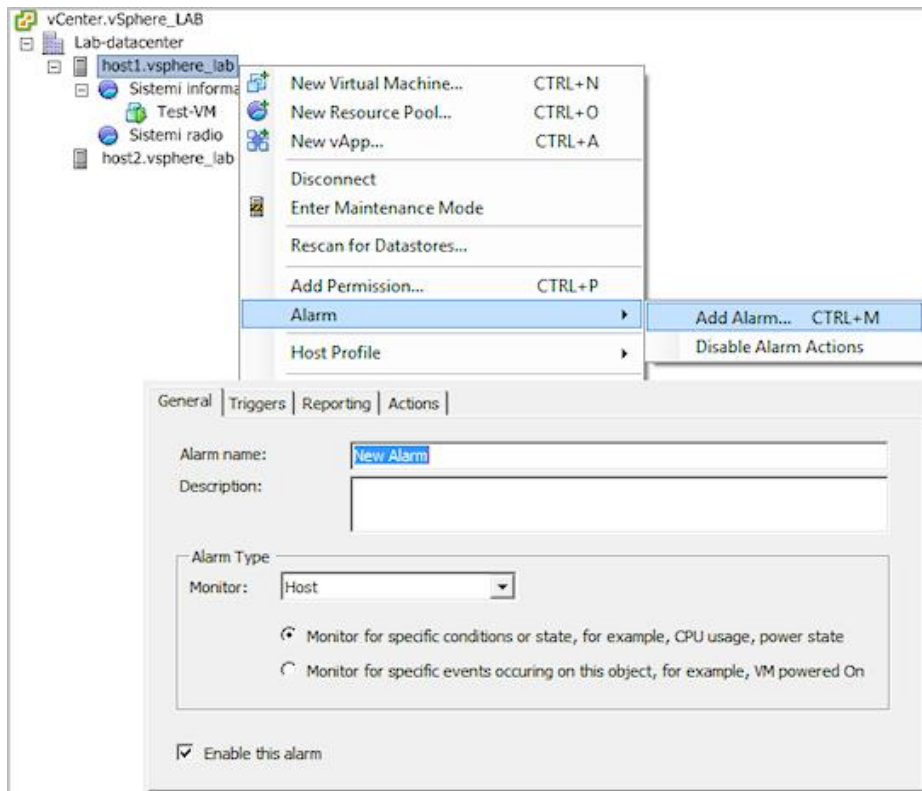 vCenter.vSphere_LAB
Lab-datacenter
host1.vsphere_lab
Sistemi informa
Test-VM
Sistemi radio
host2.vsphere_lab
New Virtual Machine... CTRL+N
New Resource Pool... CTRL+O
New vApp... CTRL+A
Disconnect
Enter Maintenance Mode
Rescan for Datastores...
Add Permission... CTRL+P
Alarm
Add Alarm... CTRL+M
Disable Alarm Actions
Host Profile
General Triggers Reporting Actions
Alarm name: New Alarm
Description:
Alarm Type
Monitor: Host
Monitor for specific conditions or state, for example, CPU usage, power state
Monitor for specific events occuring on this object, for example, VM powered On
Enable this alarm